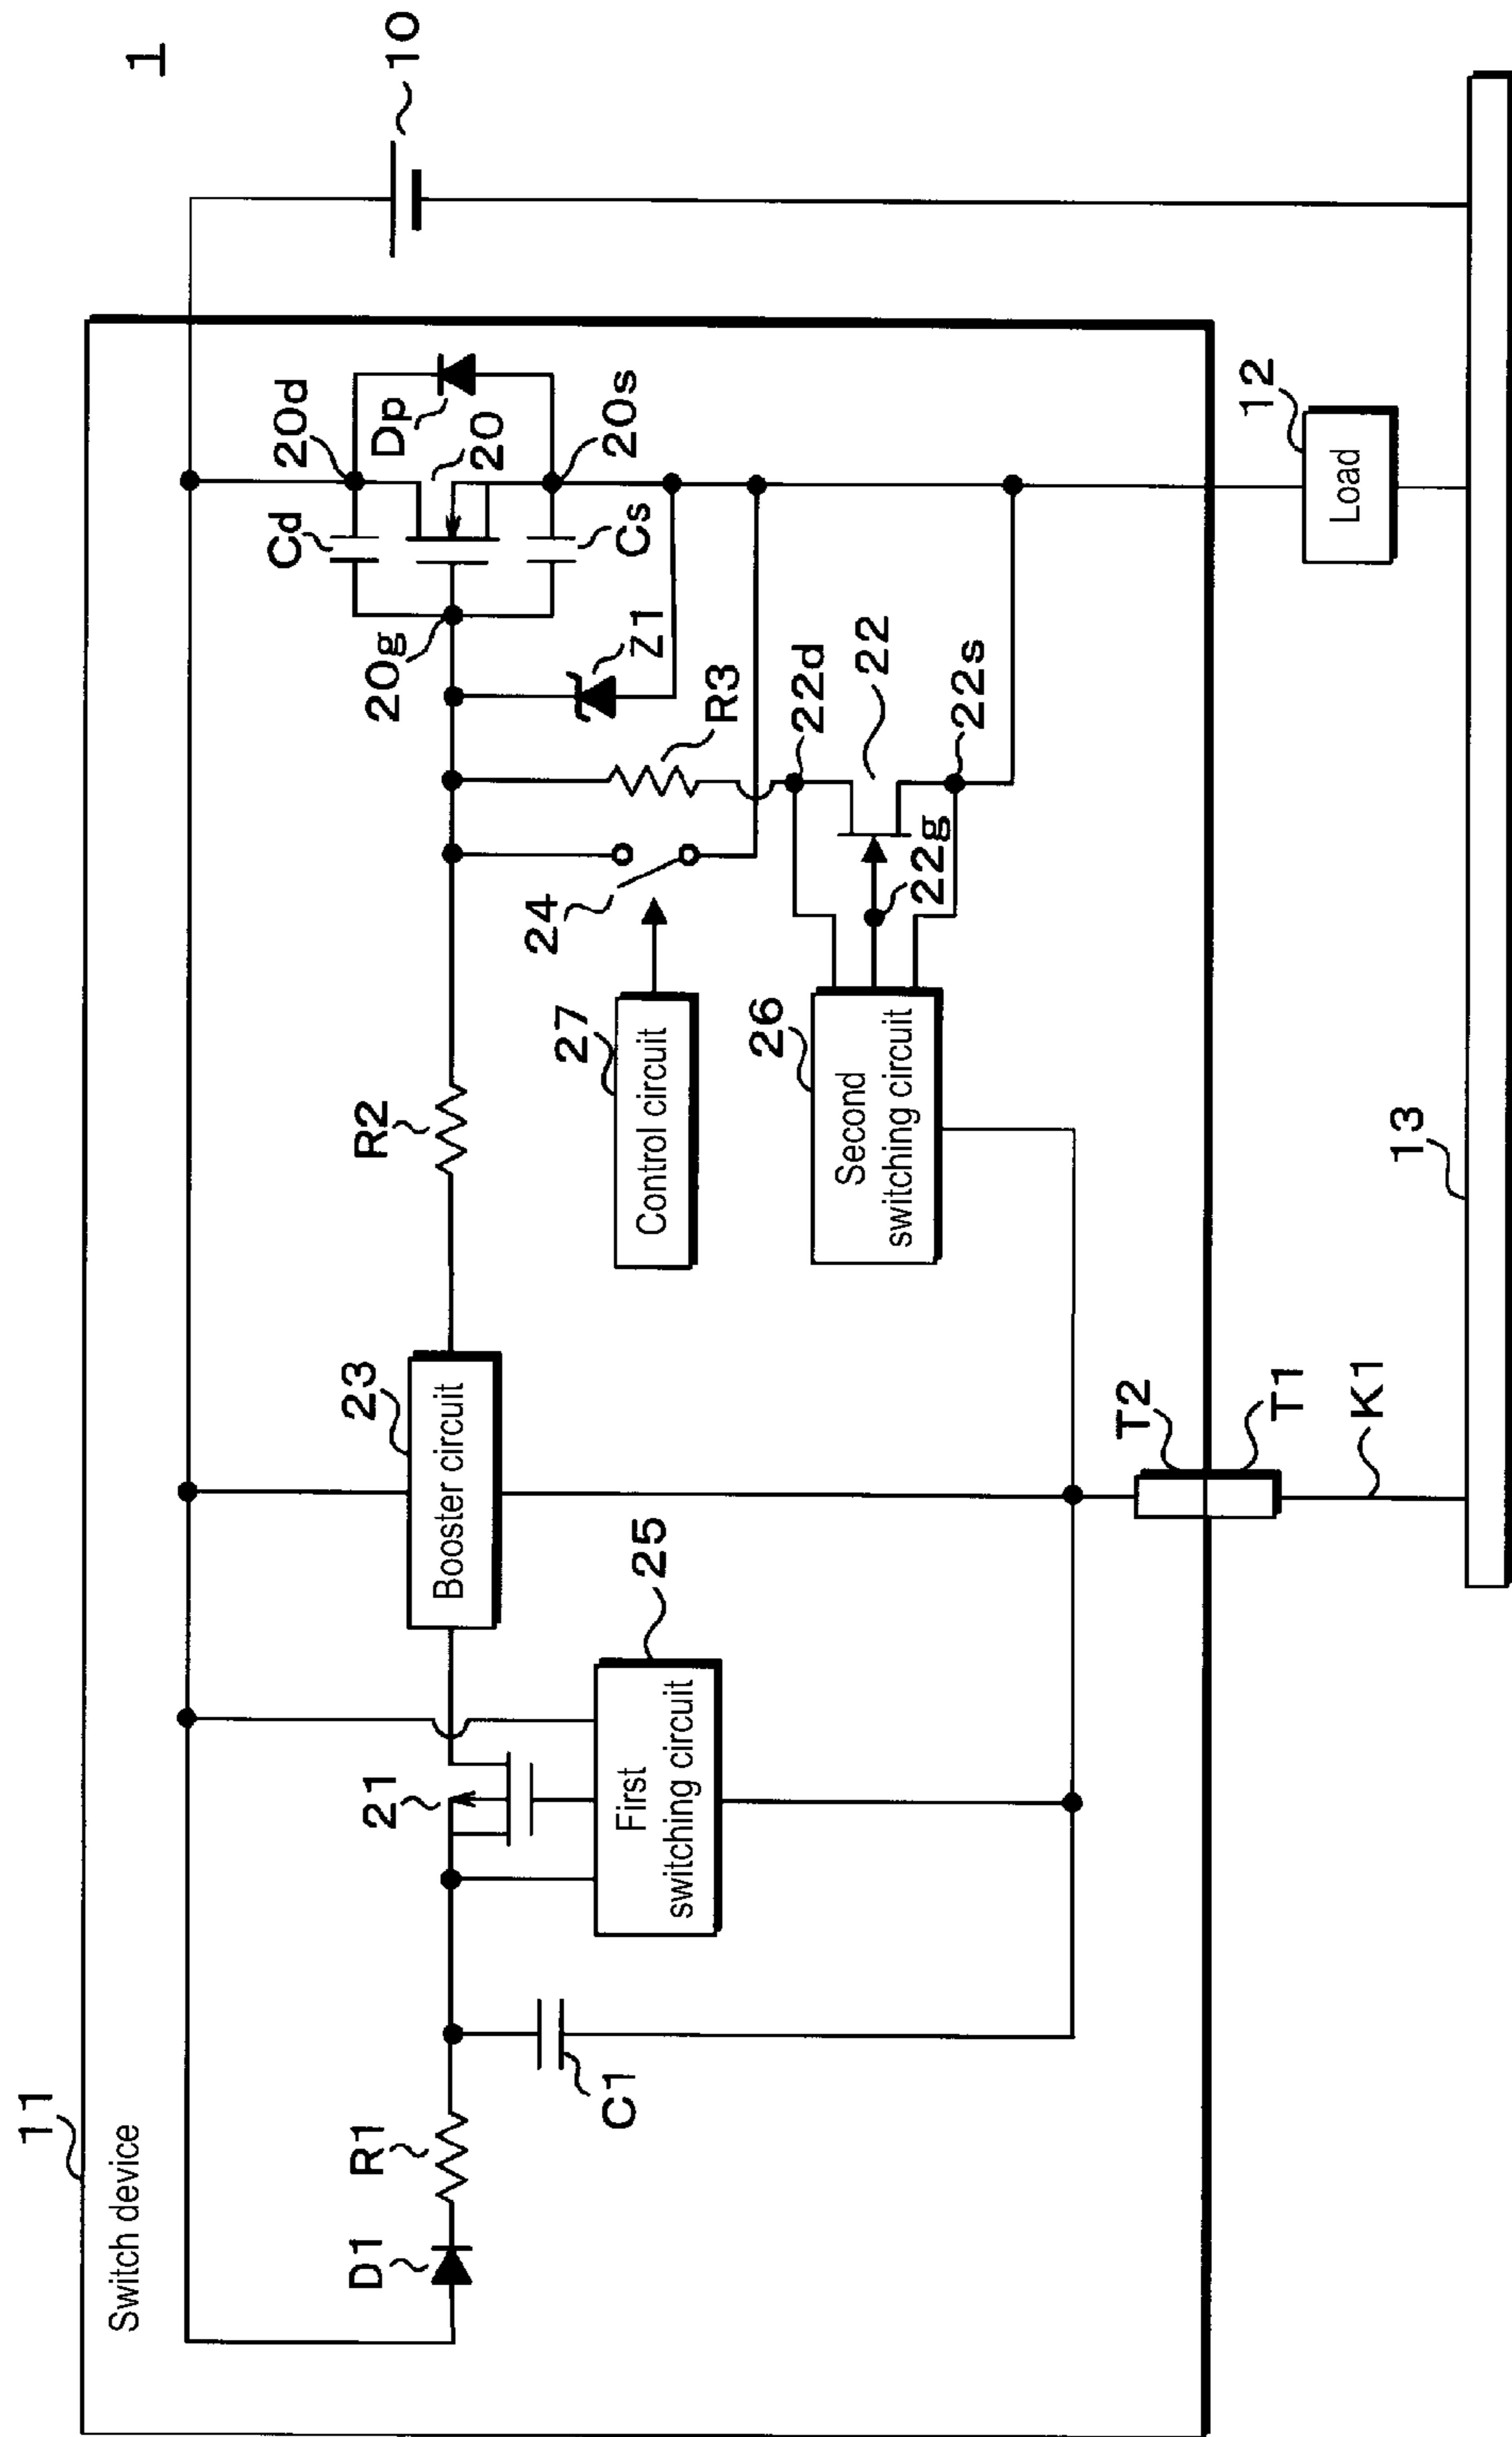 1
11
Switch device
10
20d
Cd
Dp
20
20g
20s
Cs
Z1
R3
R2
23
Booster circuit
D1
R1
21
24
27
Control circuit
22d
22
22g
22s
26
Second
switching circuit
25
First
switching circuit
C1
12
Load
T2
T1
K1
13